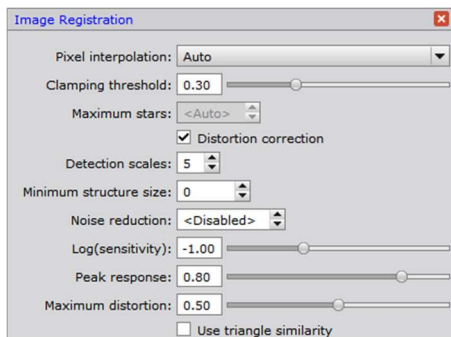 Image Registration
Pixel interpolation: Auto
Clamping threshold: 0.30
Maximum stars: <Auto>
Distortion correction
Detection scales: 5
Minimum structure size: 0
Noise reduction: <Disabled>
Log(sensitivity): -1.00
Peak response: 0.80
Maximum distortion: 0.50
Use triangle similarity